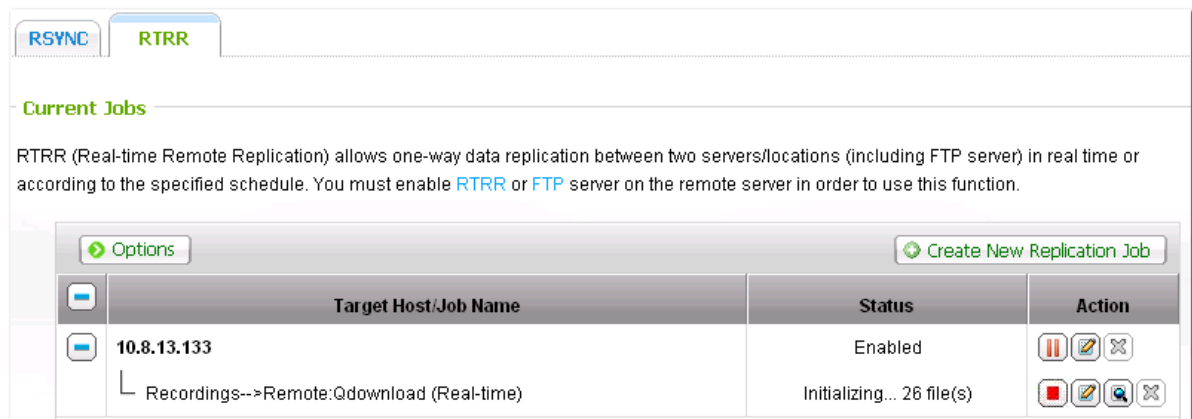 RSYNC RTRR
Current Jobs
RTRR (Real-time Remote Replication) allows one-way data replication between two servers/locations (including FTP server) in real time or
according to the specified schedule. You must enable RTRR or FTP server on the remote server in order to use this function.
Options Create New Replication Job
Target Host/Job Name Status Action
10.8.13.133 Enabled
Recordings-->Remote:Qdownload (Real-time) Initializing... 26 file(s)